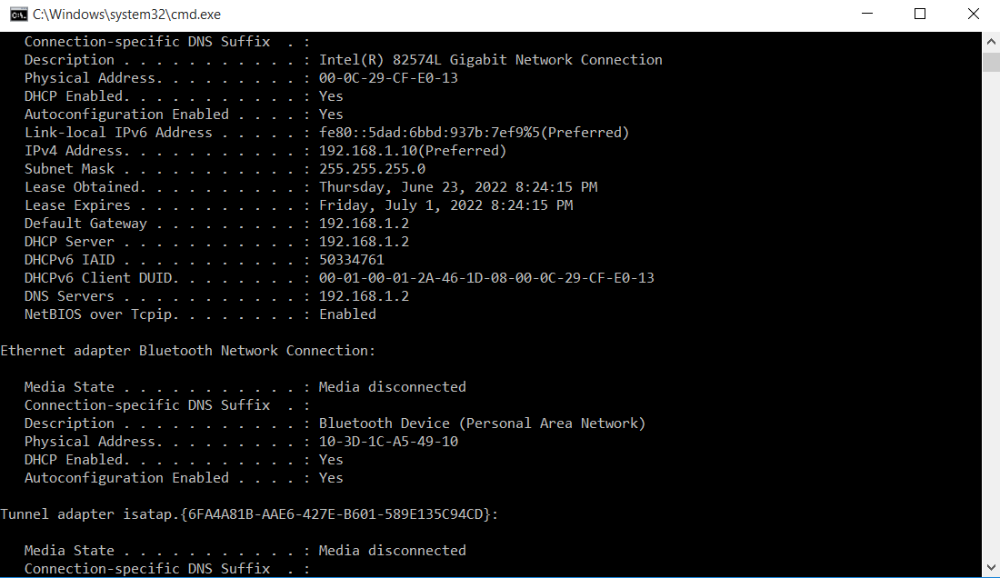 C:\Windows\system32\cmd.exe
   Connection-specific DNS Suffix  . :
   Description . . . . . . . . . . . : Intel(R) 82574L Gigabit Network Connection
   Physical Address. . . . . . . . . : 00-0C-29-CF-E0-13
   DHCP Enabled. . . . . . . . . . . : Yes
   Autoconfiguration Enabled . . . . : Yes
   Link-local IPv6 Address . . . . . : fe80::5dad:6bbd:937b:7ef9%5(Preferred)
   IPv4 Address. . . . . . . . . . . : 192.168.1.10(Preferred)
   Subnet Mask . . . . . . . . . . . : 255.255.255.0
   Lease Obtained. . . . . . . . . . : Thursday, June 23, 2022 8:24:15 PM
   Lease Expires . . . . . . . . . . : Friday, July 1, 2022 8:24:15 PM
   Default Gateway . . . . . . . . . : 192.168.1.2
   DHCP Server . . . . . . . . . . . : 192.168.1.2
   DHCPv6 IAID . . . . . . . . . . . : 50334761
   DHCPv6 Client DUID. . . . . . . . : 00-01-00-01-2A-46-1D-08-00-0C-29-CF-E0-13
   DNS Servers . . . . . . . . . . . : 192.168.1.2
   NetBIOS over Tcpip. . . . . . . . : Enabled
Ethernet adapter Bluetooth Network Connection:
   Media State . . . . . . . . . . . : Media disconnected
   Connection-specific DNS Suffix  . :
   Description . . . . . . . . . . . : Bluetooth Device (Personal Area Network)
   Physical Address. . . . . . . . . : 10-3D-1C-A5-49-10
   DHCP Enabled. . . . . . . . . . . : Yes
   Autoconfiguration Enabled . . . . : Yes
Tunnel adapter isatap.{6FA4A81B-AAE6-427E-B601-589E135C94CD}:
   Media State . . . . . . . . . . . : Media disconnected
   Connection-specific DNS Suffix  . :